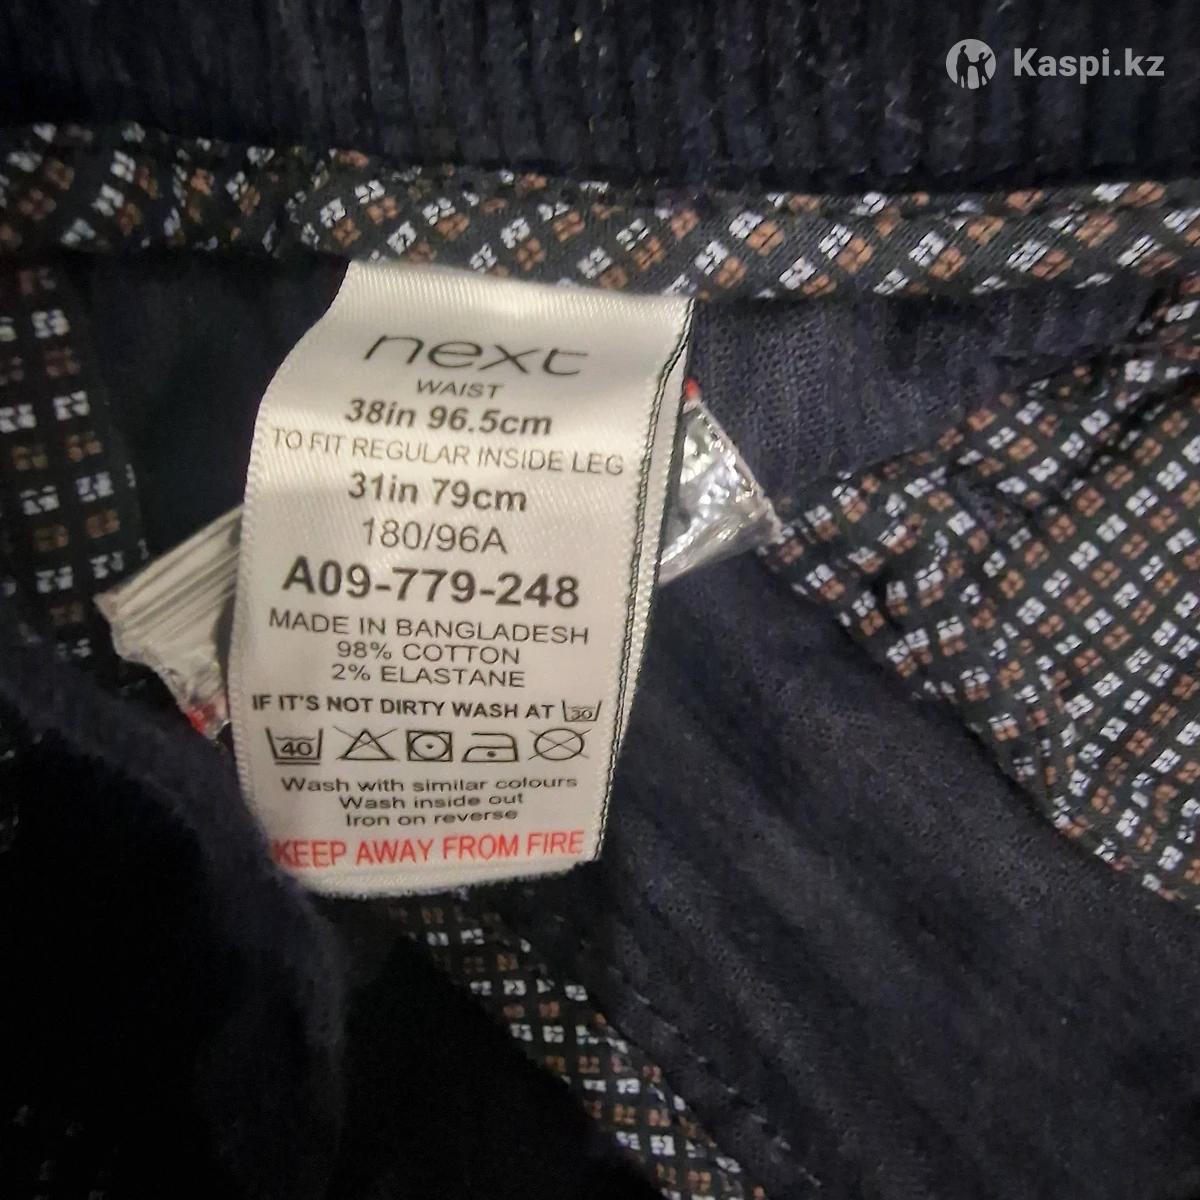 Kaspi.kz
next
WAIST
38in 96.5cm
TO FIT REGULAR INSIDE LEG
31in 79cm
180/96A
A09-779-248
MADE IN BANGLADESH
98% COTTON
2% ELASTANE
IF IT'S NOT DIRTY WASH AT 30
40
Wash with similar colours
Wash inside out
Iron on reverse
KEEP AWAY FROM FIRE